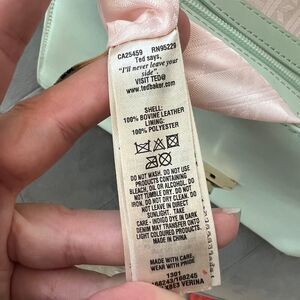 CA25459 RN95229
Ted says,
"I'll never leave your
side"
VISIT TED@
www.tedbaker.com
SHELL:
100% BOVINE LEATHER
LINING:
100% POLYESTER
DO NOT WASH. DO NOT USE
PRODUCTS CONTAINING
BLEACH, OIL OR ALCOHOL. DO
NOT TUMBLE DRY. DO NOT
IRON. DO NOT DRY CLEAN. DO
NOT LEAVE IN DIRECT
SUNLIGHT. TAKE
CARE - INDIGO DYE IN DARK
DENIM MAY TRANSFER ONTO
LIGHT COLOURED PRODUCTS.
MADE IN CHINA
MADE WITH CARE,
WEAR WITH PRIDE
1301
VERINA